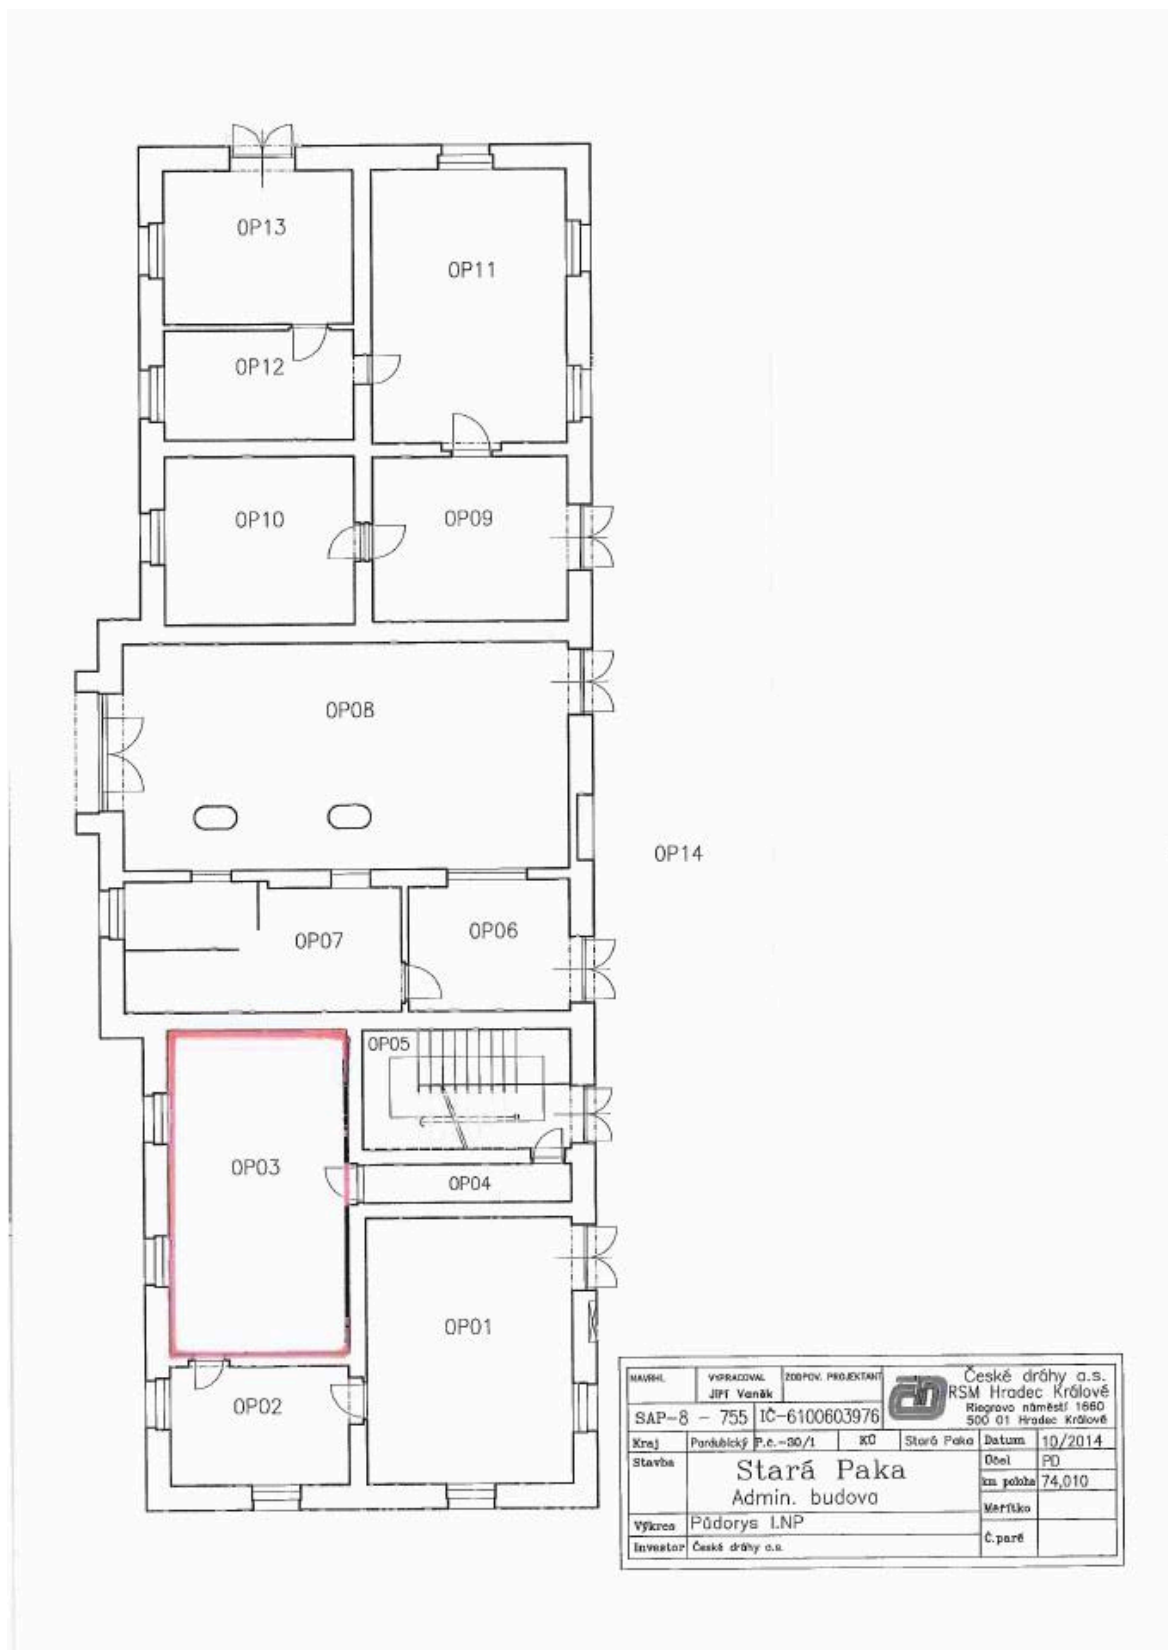 OP13
OP11
OP12
OP10
OP09
OP08
OP14
OP07
OP06
OP05
OP03
OP04
OP01
OP02
NAVRHL
VYPRACOVAL
JIŘÍ Vaněk
ZODPOV. PROJEKTANT
České dráhy a.s.
RSM Hradec Králové
Riegrovo náměstí 1660
500 01 Hradec Králové
SAP-8 - 755 IČ-6100603976
Kraj Pardubický P.č.-30/1 KÚ Stará Paka Datum 10/2014
Stavba
Stará Paka
Admin. budova
Účel PD
km poloha 74,010
Měřítko
Výkres Půdorys I.NP
Č.paré
Investor České dráhy a.s.